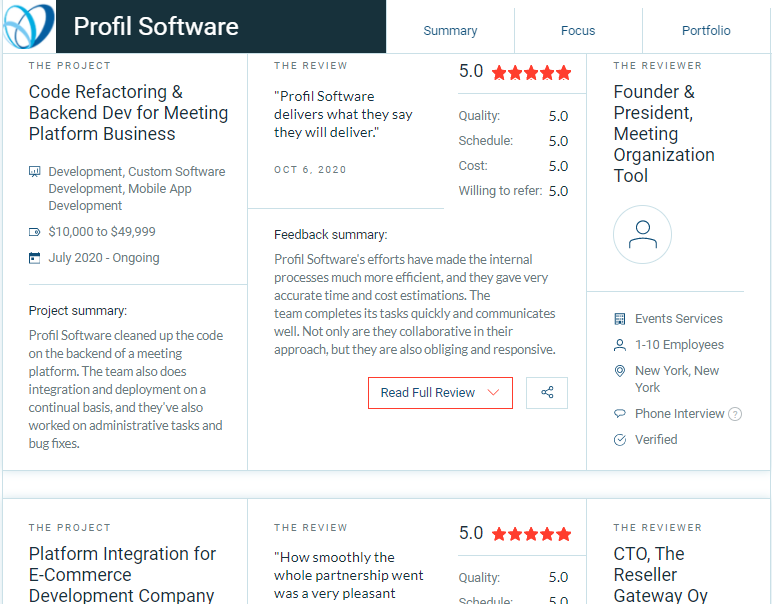 Profil Software
Summary
Focus
Portfolio
THE PROJECT
Code Refactoring &
Backend Dev for Meeting
Platform Business
Development, Custom Software
Development, Mobile App
Development
$10,000 to $49,999
July 2020 - Ongoing
Project summary:
Profil Software cleaned up the code
on the backend of a meeting
platform. The team also does
integration and deployment on a
continual basis, and they've also
worked on administrative tasks and
bug fixes.
THE REVIEW
"Profil Software
delivers what they say
they will deliver."
OCT 6, 2020
5.0
Quality: 5.0
Schedule: 5.0
Cost: 5.0
Willing to refer: 5.0
Feedback summary:
Profil Software's efforts have made the internal
processes much more efficient, and they gave very
accurate time and cost estimations. The
team completes its tasks quickly and communicates
well. Not only are they collaborative in their
approach, but they are also obliging and responsive.
Read Full Review
THE REVIEWER
Founder &
President,
Meeting
Organization
Tool
Events Services
1-10 Employees
New York, New
York
Phone Interview ?
Verified
THE PROJECT
Platform Integration for
E-Commerce
Development Company
THE REVIEW
"How smoothly the
whole partnership went
was a very pleasant
5.0
Quality: 5.0
Schedule: 5.0
THE REVIEWER
CTO, The
Reseller
Gateway Oy